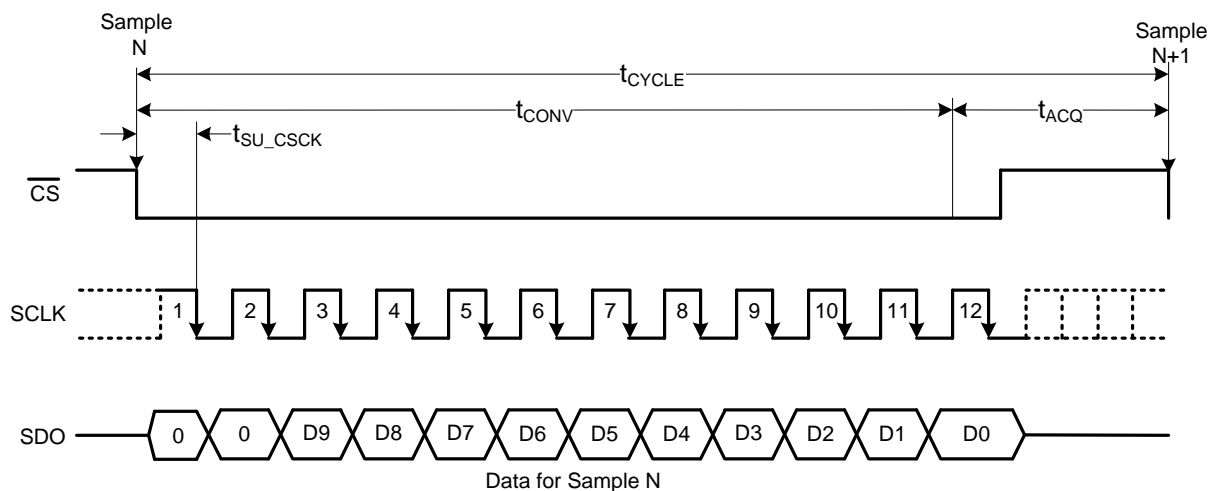 Sample
N
Sample
N+1
tCYCLE
tCONV
tACQ
tSU_CSCK
CS
SCLK
1 2 3 4 5 6 7 8 9 10 11 12
SDO
0 0 D9 D8 D7 D6 D5 D4 D3 D2 D1 D0
Data for Sample N